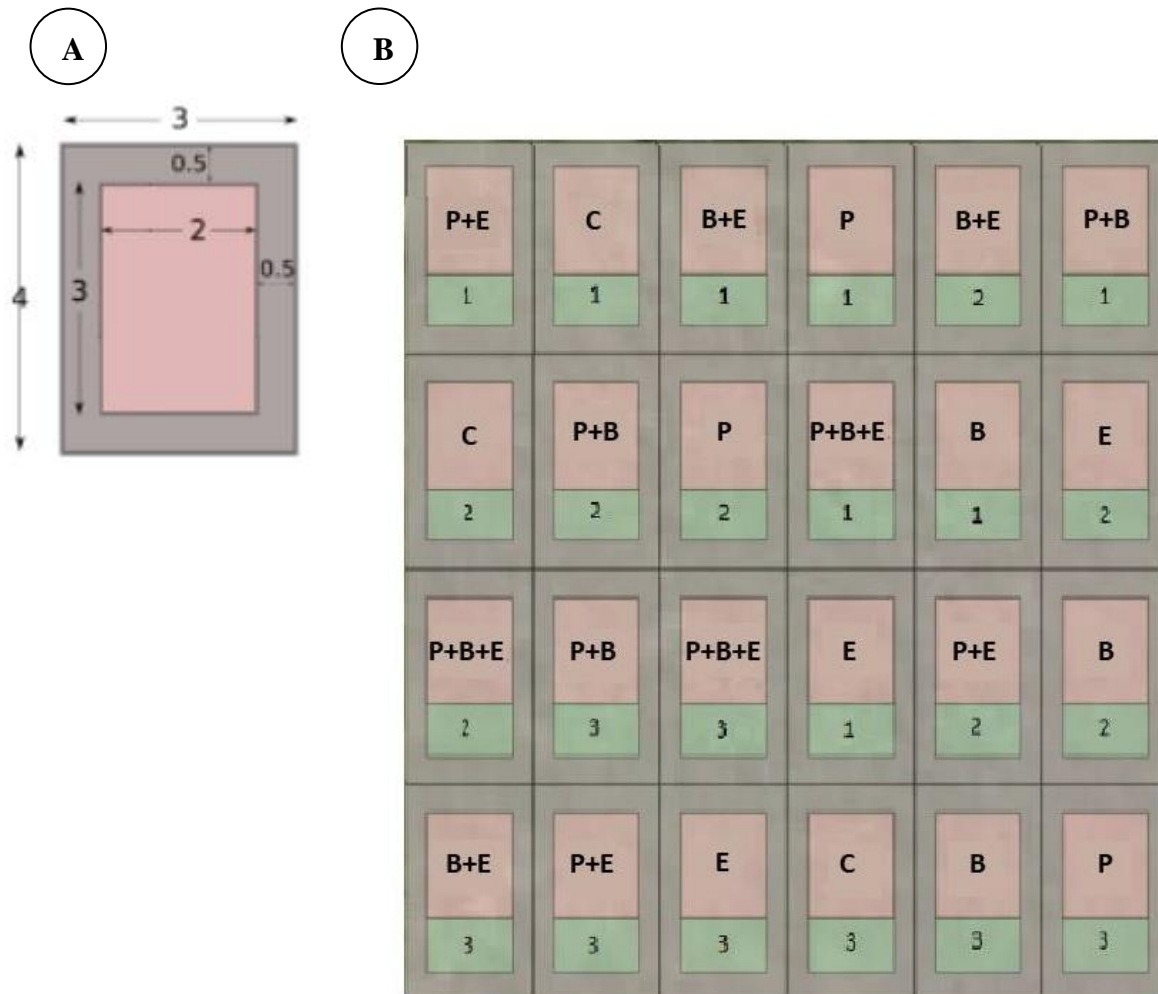 A
B
3
0.5
2
0.5
3
4
P+E C B+E P B+E P+B
1 1 1 1 2 1
C P+B P P+B+E B E
2 2 2 1 1 2
P+B+E P+B P+B+E E P+E B
2 3 3 1 2 2
B+E P+E E C B P
3 3 3 3 3 3